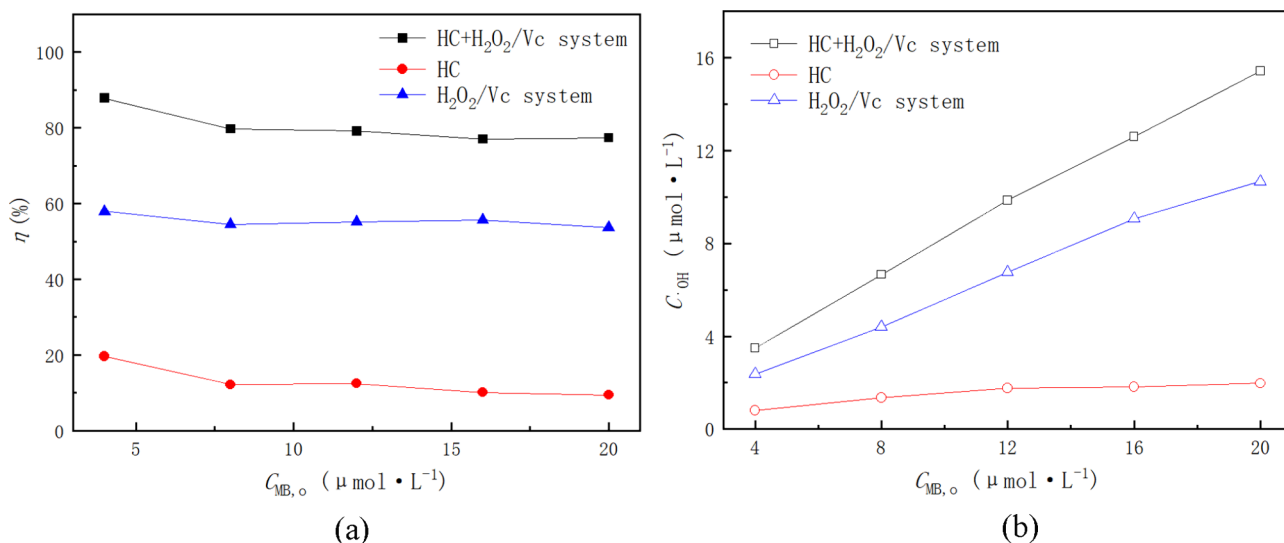 100
80
60
40
20
0
η (%)
HC+H₂O₂/Vc system
HC
H₂O₂/Vc system
5
10
15
20
C_MB,o (μmol·L⁻¹)
(a)
16
12
8
4
0
C·OH (μmol·L⁻¹)
HC+H₂O₂/Vc system
HC
H₂O₂/Vc system
4
8
12
16
20
C_MB,o (μmol·L⁻¹)
(b)